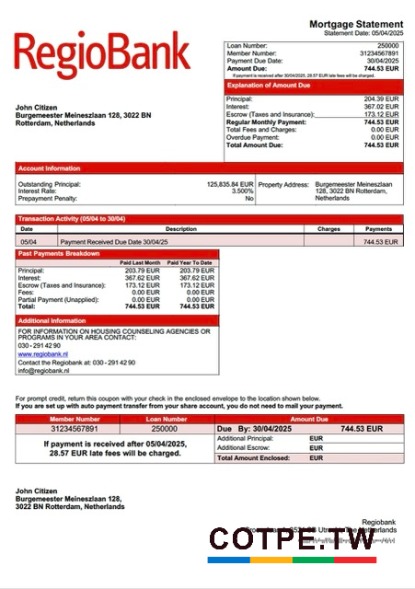 Mortgage Statement
Statement Date: 05/04/2025
RegioBank
Loan Number: 250000
Member Number: 31234567891
Payment Due Date: 30/04/2025
Amount Due: 744.53 EUR
If payment is received after 30/04/2025, 28.57 EUR late fees will be charged.
Explanation of Amount Due
Principal: 204.39 EUR
Interest: 367.02 EUR
Escrow (Taxes and Insurance): 173.12 EUR
Regular Monthly Payment: 744.53 EUR
Total Fees and Charges: 0.00 EUR
Overdue Payment: 0.00 EUR
Total Amount Due: 744.53 EUR
John Citizen
Burgemeester Meineszlaan 128, 3022 BN
Rotterdam, Netherlands
Account Information
Outstanding Principal: 125,835.84 EUR
Interest Rate: 3.500%
Prepayment Penalty: No
Property Address: Burgemeester Meineszlaan
128, 3022 BN Rotterdam,
Netherlands
Transaction Activity (05/04 to 30/04)
Date Description Charges Payments
05/04 Payment Received Due Date 30/04/25 744.53 EUR
Past Payments Breakdown
Paid Last Month Paid Year To Date
Principal: 203.79 EUR 203.79 EUR
Interest: 367.62 EUR 367.62 EUR
Escrow (Taxes and Insurance): 173.12 EUR 173.12 EUR
Fees: 0.00 EUR 0.00 EUR
Partial Payment (Unapplied): 0.00 EUR 0.00 EUR
Total: 744.53 EUR 744.53 EUR
Additional Information
FOR INFORMATION ON HOUSING COUNSELING AGENCIES OR
PROGRAMS IN YOUR AREA CONTACT:
030 - 291 42 90
www.regiobank.nl
Contact the Regiobank at: 030 - 291 42 90
info@regiobank.nl
For prompt credit, return this coupon with your check in the enclosed envelope to the location shown below.
If you are set up with auto payment transfer from your share account, you do not need to mail your payment.
Member Number Loan Number Amount Due
31234567891 250000 Due By: 30/04/2025 744.53 EUR
If payment is received after 05/04/2025,
28.57 EUR late fees will be charged.
Additional Principal: EUR
Additional Escrow: EUR
Total Amount Enclosed: EUR
John Citizen
Burgemeester Meineszlaan 128,
3022 BN Rotterdam, Netherlands
Regiobank
COTPE.TW